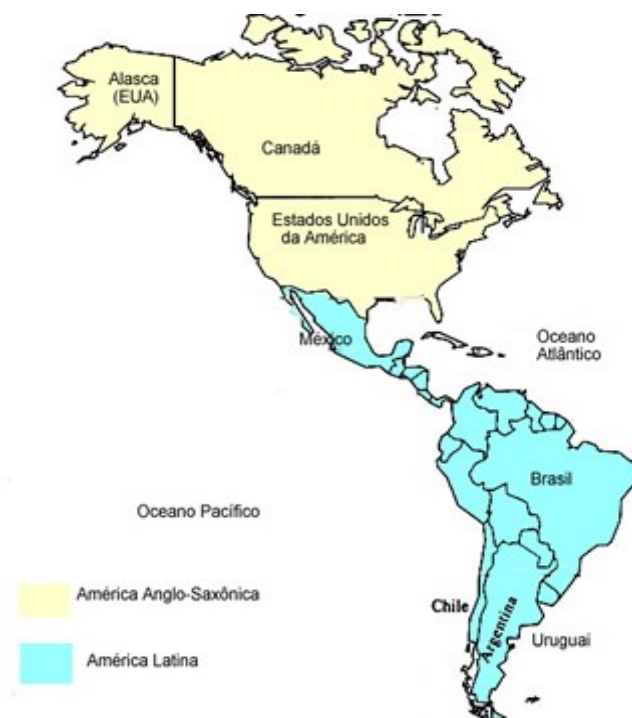 Alasca
(EUA)
Canadá
Estados Unidos
da América
México
Oceano
Atlântico
Brasil
Oceano Pacífico
América Anglo-Saxônica
Chile
Argentina
Uruguai
América Latina